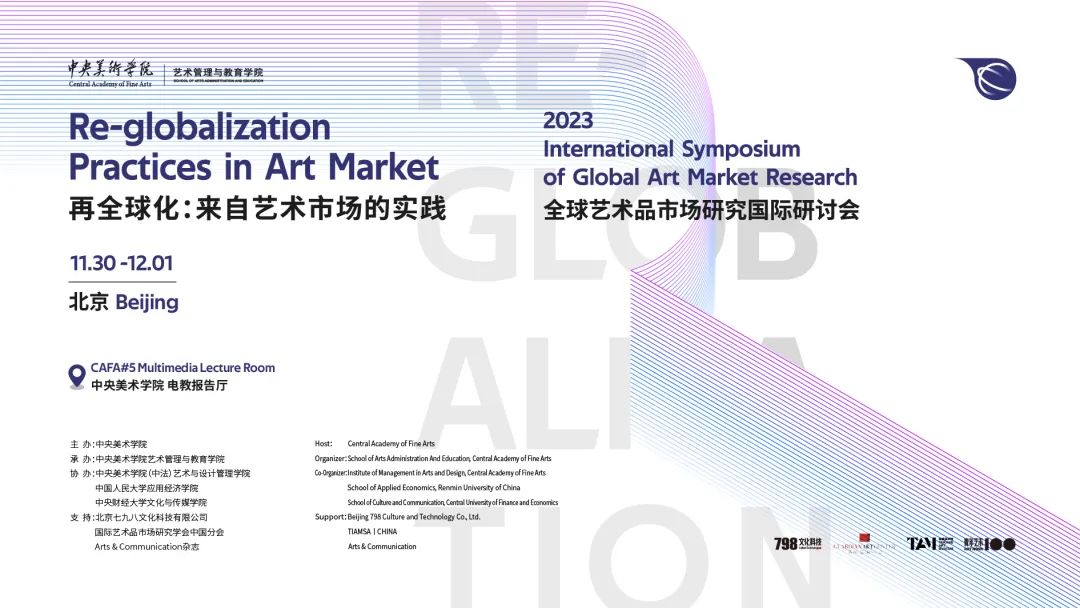 中央美術学院
Central Academy of Fine Arts
艺术管理与教育学院
SCHOOL OF ARTS ADMINISTRATION AND EDUCATION
RE-
GLOB
ALI A
TION
Re-globalization
Practices in Art Market
再全球化：来自艺术市场的实践
2023
International Symposium
of Global Art Market Research
全球艺术品市场研究国际研讨会
11.30 -12.01
北京 Beijing
CAFA#5 Multimedia Lecture Room
中央美术学院 电教报告厅
主 办：中央美术学院
承 办：中央美术学院艺术管理与教育学院
协 办：中央美术学院（中法）艺术与设计管理学院
中国人民大学应用经济学院
中央财经大学文化与传媒学院
支 持：北京七九八文化科技有限公司
国际艺术品市场研究学会中国分会
Arts & Communication杂志
Host: Central Academy of Fine Arts
Organizer: School of Arts Administration And Education, Central Academy of Fine Arts
Co-Organizer: Institute of Management in Arts and Design, Central Academy of Fine Arts
School of Applied Economics, Renmin University of China
School of Culture and Communication, Central University of Finance and Economics
Support: Beijing 798 Culture and Technology Co., Ltd.
TIAMSA | CHINA
Arts & Communication
798 文化科技
GUARDIAN ART CENTER
TAM
100